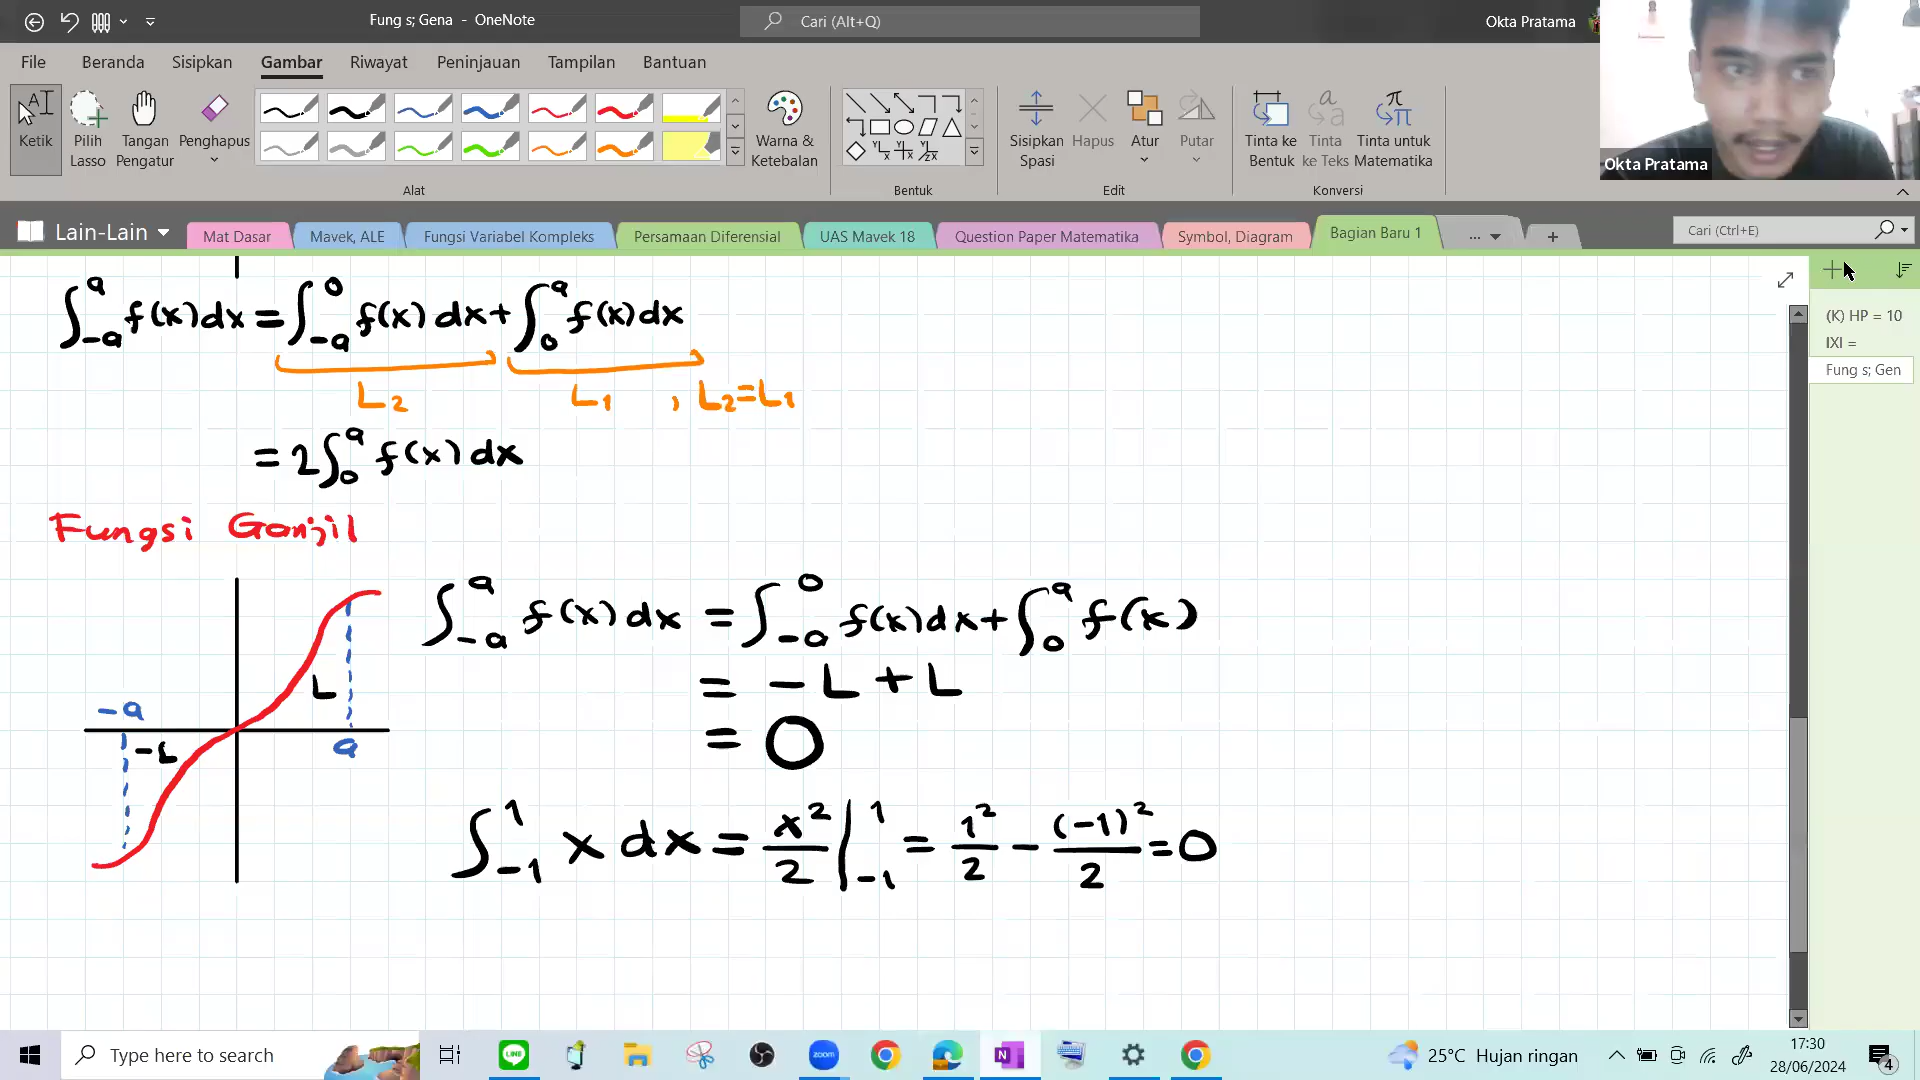 Fung s; Gena - OneNote
Cari (Alt+Q)
Okta Pratama
File Beranda Sisipkan Gambar Riwayat Peninjauan Tampilan Bantuan
Ketik
Pilih Lasso
Tangan Pengatur
Penghapus
Warna & Ketebalan
Sisipkan Spasi
Hapus
Atur
Putar
Tinta ke Bentuk
Tinta ke Teks
Tinta untuk Matematika
Alat Bentuk Edit Konversi
Okta Pratama
Lain-Lain Mat Dasar Mavek, ALE Fungsi Variabel Kompleks Persamaan Diferensial UAS Mavek 18 Question Paper Matematika Symbol, Diagram Bagian Baru 1 ... +
Cari (Ctrl+E)
(K) HP = 10
IXI =
Fung s; Gen
∫_{-a}^{a} f(x)dx = ∫_{-a}^{0} f(x)dx + ∫_{0}^{a} f(x)dx
L2 L1 , L2=L1
= 2∫_{0}^{a} f(x)dx
Fungsi Ganjil
∫_{-a}^{a} f(x)dx = ∫_{-a}^{0} f(x)dx + ∫_{0}^{a} f(x)
= -L + L
= 0
L
-a
-L
a
∫_{-1}^{1} x dx = x²/2 |_{-1}^{1} = 1²/2 - (-1)²/2 = 0
Type here to search
LINE
zoom
25°C Hujan ringan
17:30
28/06/2024
4